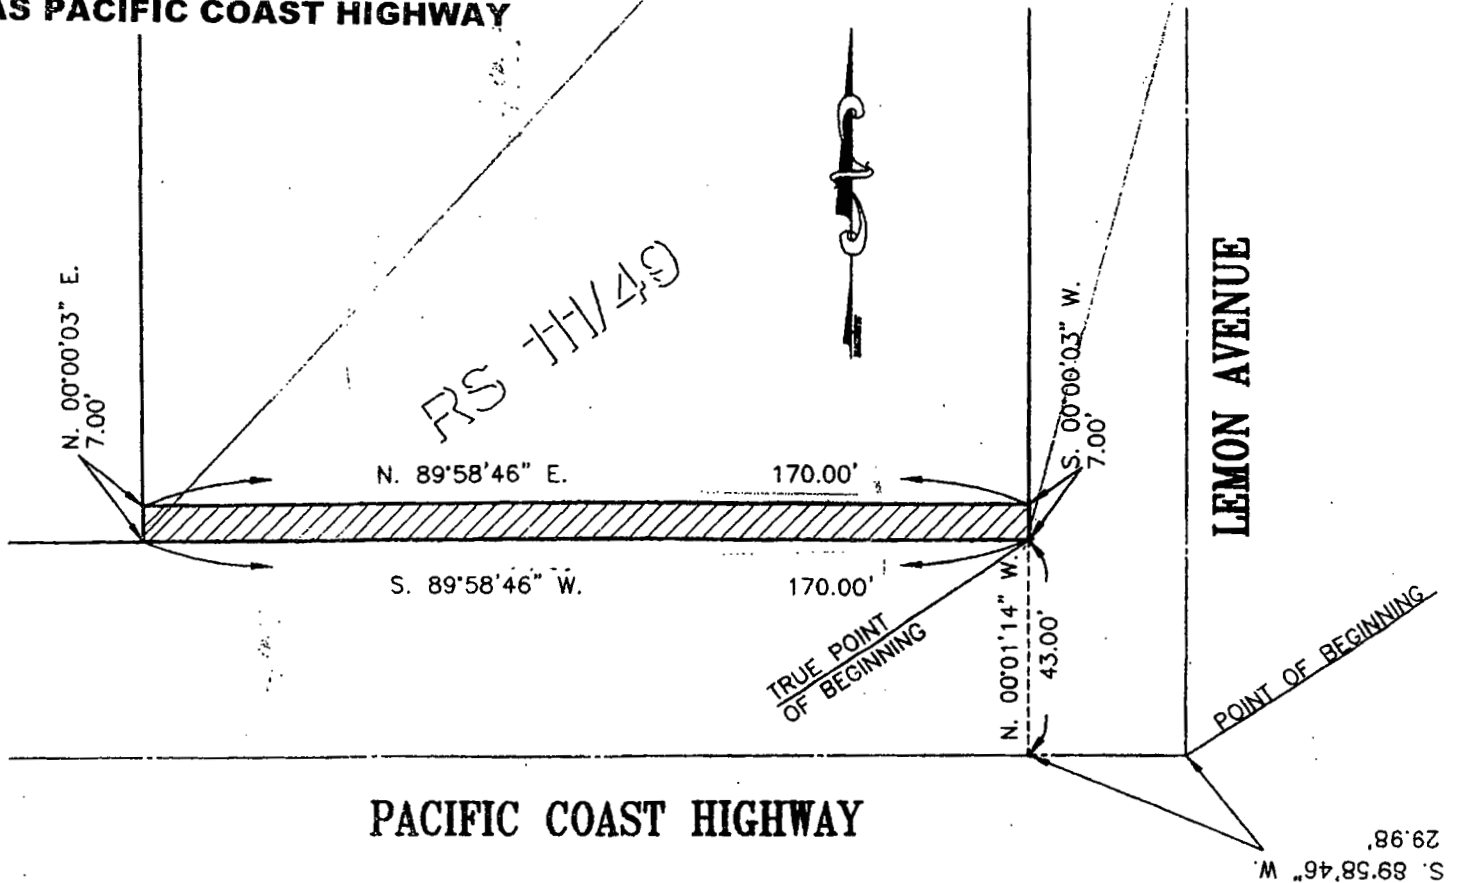 AS PACIFIC COAST HIGHWAY
N. 00°00'03" E.
7.00'
RS 111/49
S. 00°00'03" W.
7.00'
LEMON AVENUE
N. 89°58'46" E. 170.00'
S. 89°58'46" W. 170.00'
TRUE POINT
OF BEGINNING
N. 00°01'14" W.
43.00'
POINT OF BEGINNING
PACIFIC COAST HIGHWAY
S. 89°58'46" W.
29.98'